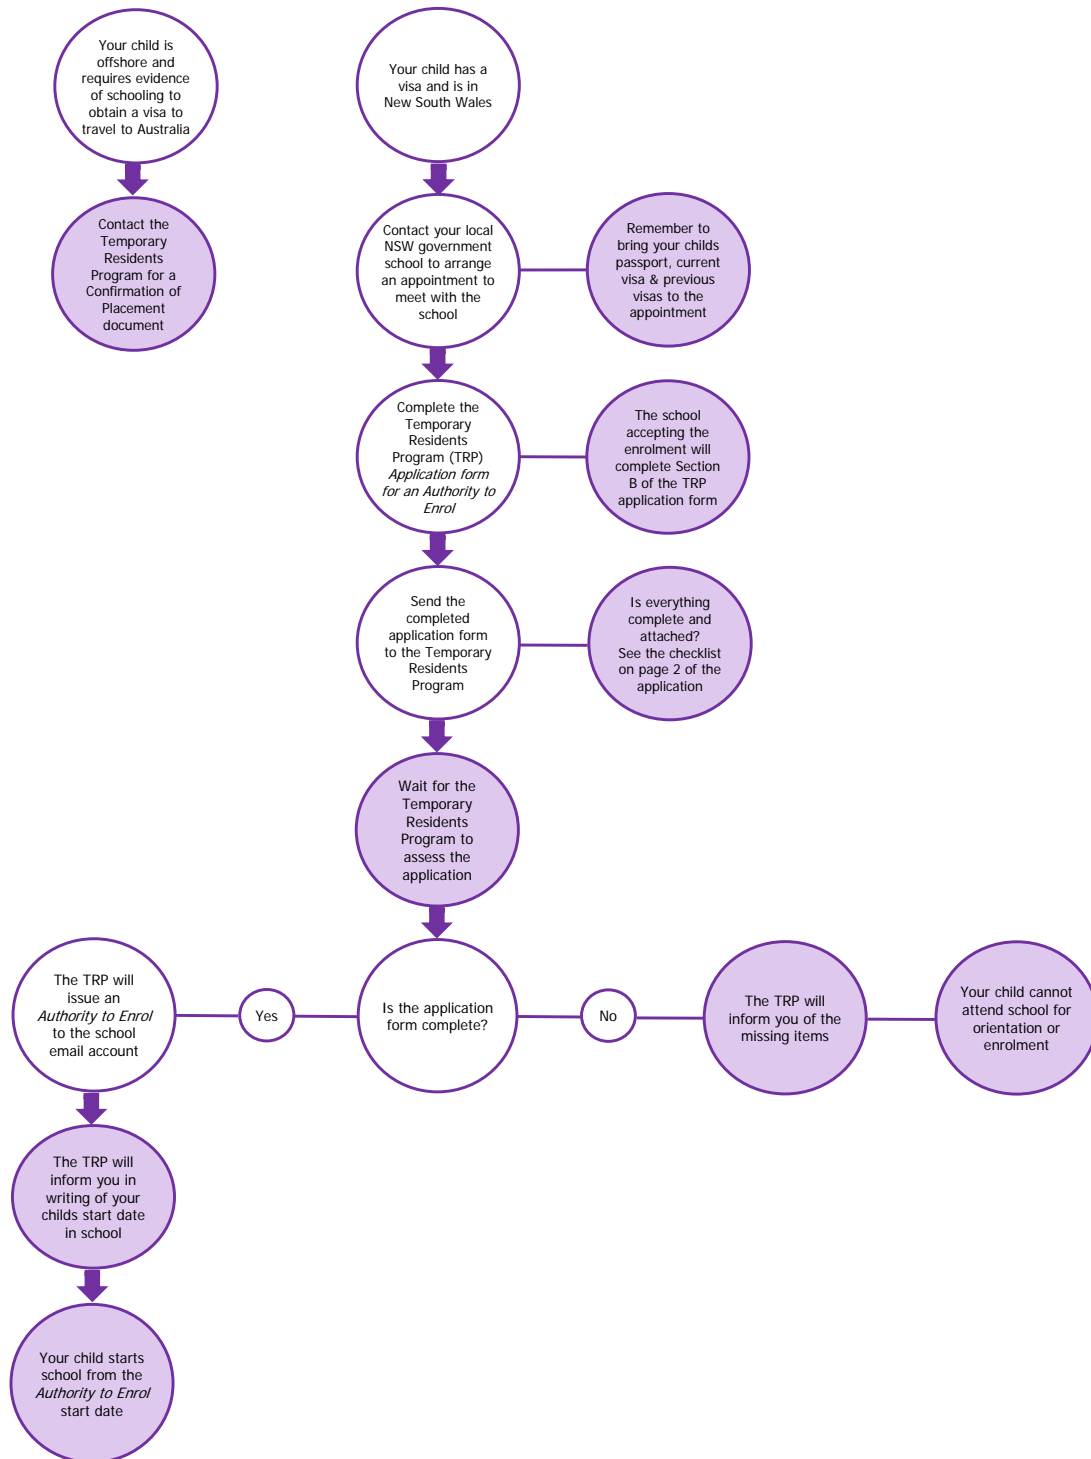 Your child is
offshore and
requires evidence
of schooling to
obtain a visa to
travel to Australia
Your child has a
visa and is in
New South Wales
Contact the
Temporary
Residents
Program for a
Confirmation of
Placement
document
Contact your local
NSW government
school to arrange
an appointment to
meet with the
school
Remember to
bring your childs
passport, current
visa & previous
visas to the
appointment
Complete the
Temporary
Residents
Program (TRP)
Application form
for an Authority to
Enrol
The school
accepting the
enrolment will
complete Section
B of the TRP
application form
Send the
completed
application form
to the Temporary
Residents
Program
Is everything
complete and
attached?
See the checklist
on page 2 of the
application
Wait for the
Temporary
Residents
Program to
assess the
application
The TRP will
issue an
Authority to Enrol
to the school
email account
Yes
Is the application
form complete?
No
The TRP will
inform you of the
missing items
Your child cannot
attend school for
orientation or
enrolment
The TRP will
inform you in
writing of your
childs start date
in school
Your child starts
school from the
Authority to Enrol
start date